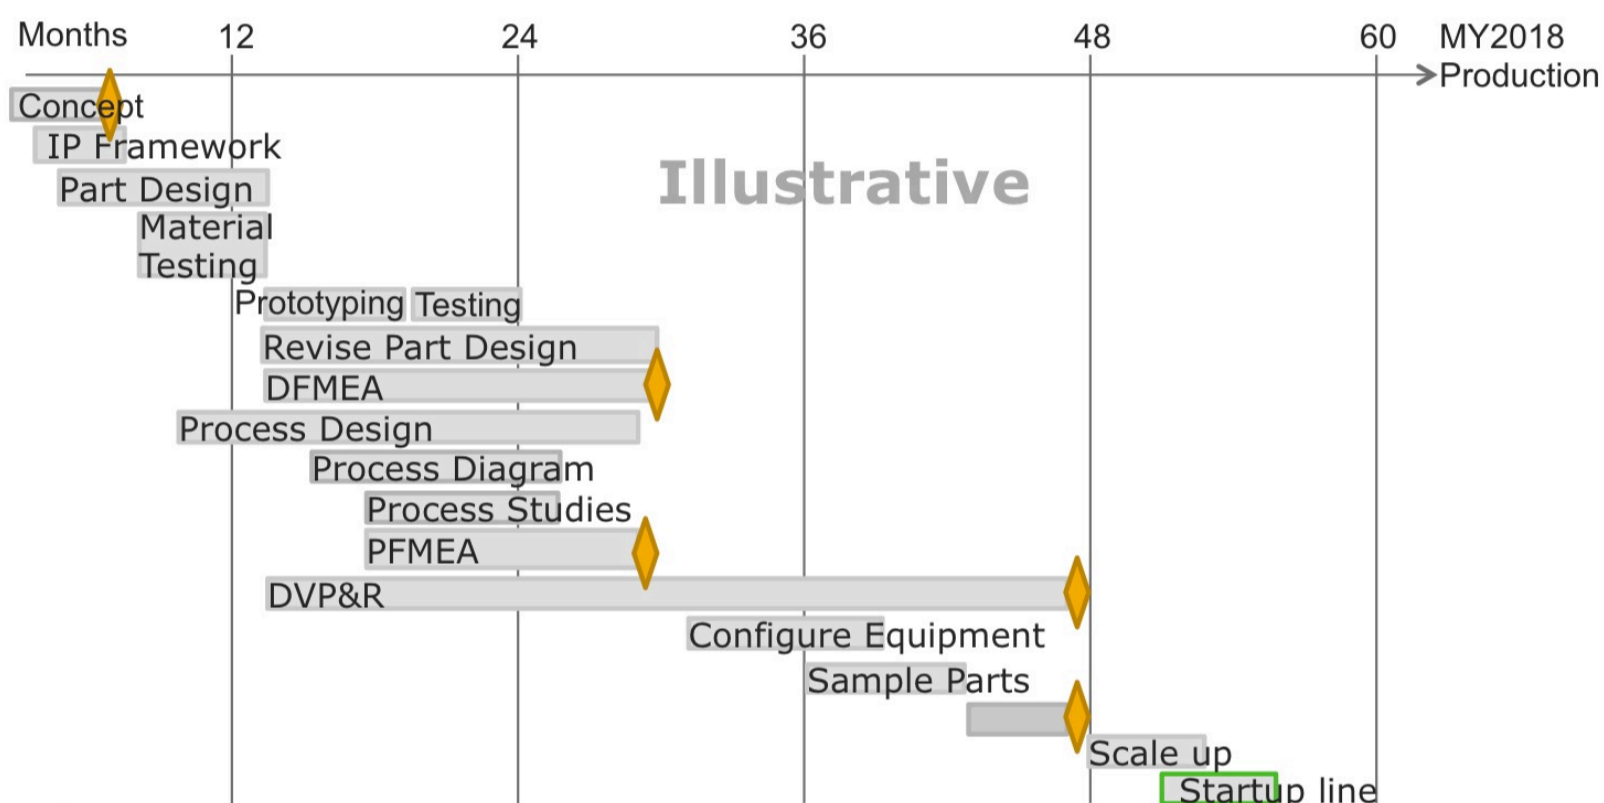 Months 12 24 36 48 60 MY2018
Production
Concept
IP Framework
Illustrative
Part Design
Material
Testing
Prototyping Testing
Revise Part Design
DFMEA
Process Design
Process Diagram
Process Studies
PFMEA
DVP&R
Configure Equipment
Sample Parts
Scale up
Startup line